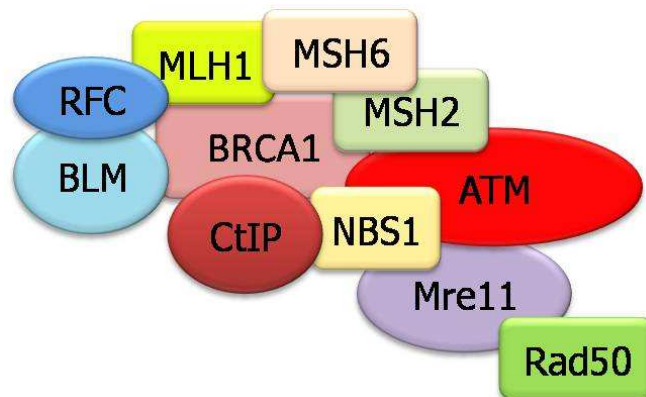 MSH6
MLH1
RFC
MSH2
BRCA1
BLM
ATM
CtIP
NBS1
Mre11
Rad50